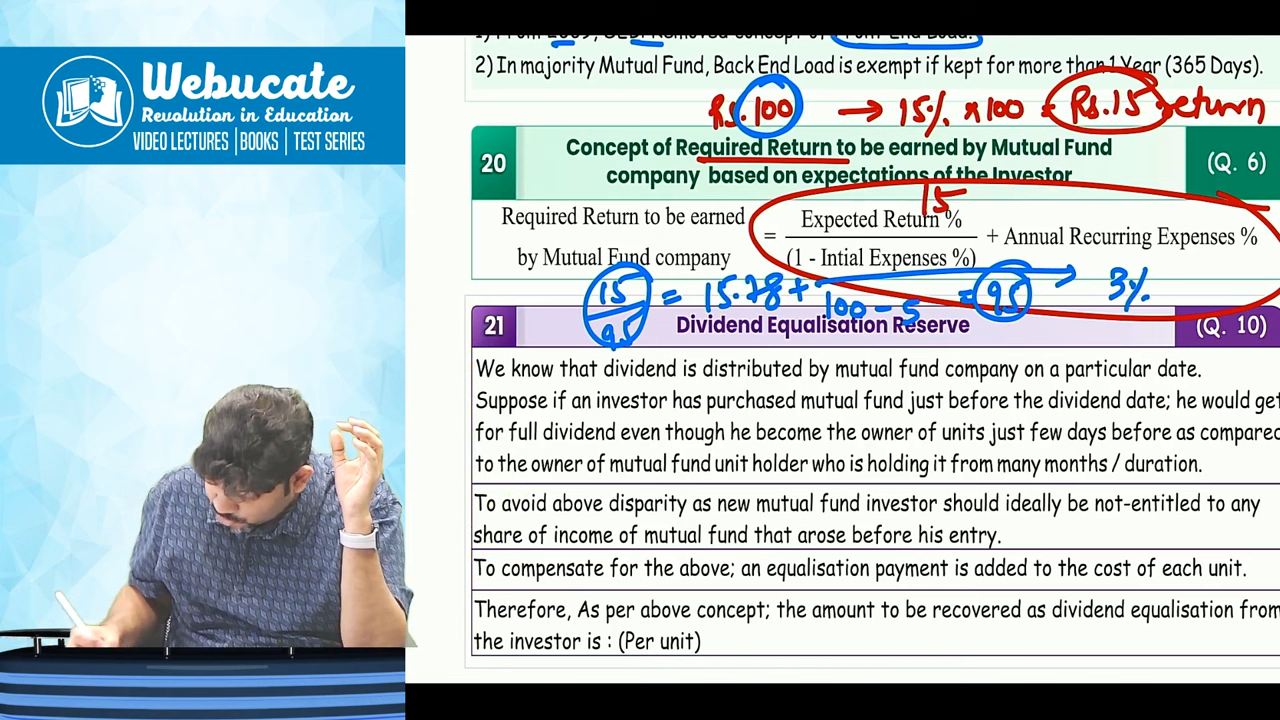 Webucate
Revolution in Education
VIDEO LECTURES | BOOKS | TEST SERIES
2) In majority Mutual Fund, Back End Load is exempt if kept for more than 1 Year (365 Days).
Rs.100 → 15% × 100 = Rs.15 return
20
Concept of Required Return to be earned by Mutual Fund
company based on expectations of the Investor
(Q. 6)
15
Required Return to be earned
by Mutual Fund company
= Expected Return % / (1 - Intial Expenses %) + Annual Recurring Expenses %
15/95 = 15.78 + 100 - 5 = 95 → 3%
21
Dividend Equalisation Reserve
(Q. 10)
We know that dividend is distributed by mutual fund company on a particular date.
Suppose if an investor has purchased mutual fund just before the dividend date; he would get
for full dividend even though he become the owner of units just few days before as compared
to the owner of mutual fund unit holder who is holding it from many months / duration.
To avoid above disparity as new mutual fund investor should ideally be not-entitled to any
share of income of mutual fund that arose before his entry.
To compensate for the above; an equalisation payment is added to the cost of each unit.
Therefore, As per above concept; the amount to be recovered as dividend equalisation from
the investor is : (Per unit)